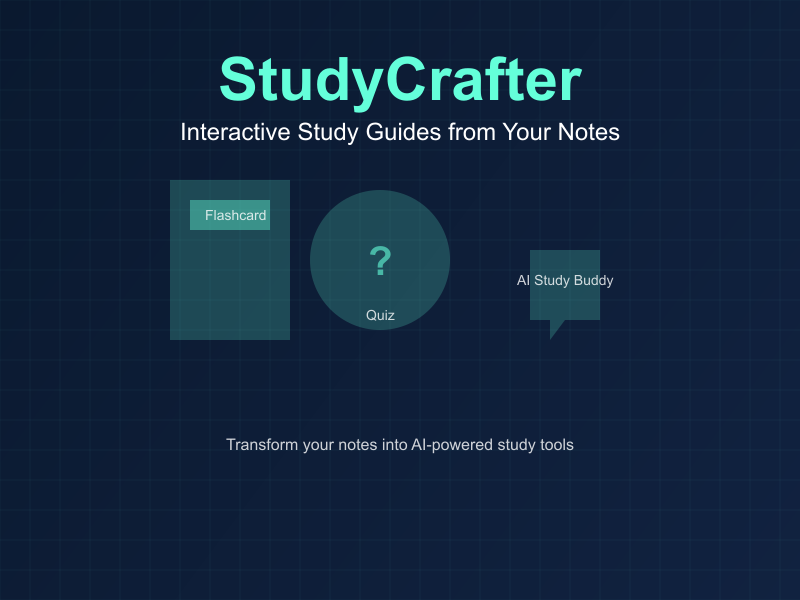 StudyCrafter
Interactive Study Guides from Your Notes
Flashcard
?
Quiz
AI Study Buddy
Transform your notes into AI-powered study tools